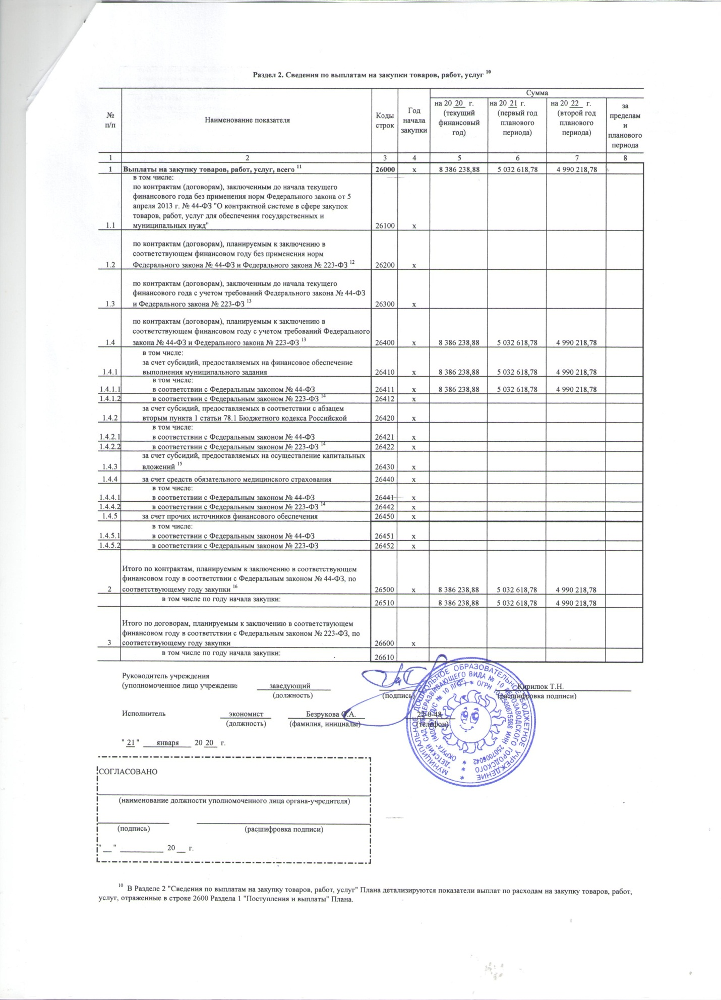 Раздел 2. Сведения по выплатам на закупки товаров, работ, услуг 10
№ п/п
Наименование показателя
Коды строк
Год начала закупки
Сумма
на 20 20 г. (текущий финансовый год)
на 20 21 г. (первый год планового периода)
на 20 22 г. (второй год планового периода)
за пределам и планового периода
1 2 3 4 5 6 7 8
1 Выплаты на закупку товаров, работ, услуг, всего 11 26000 х 8 386 238,88 5 032 618,78 4 990 218,78
в том числе:
по контрактам (договорам), заключенным до начала текущего
финансового года без применения норм Федерального закона от 5
апреля 2013 г. № 44-ФЗ "О контрактной системе в сфере закупок
товаров, работ, услуг для обеспечения государственных и
1.1 муниципальных нужд" 26100 х
по контрактам (договорам), планируемым к заключению в
соответствующем финансовом году без применения норм
1.2 Федерального закона № 44-ФЗ и Федерального закона № 223-ФЗ 12 26200 х
по контрактам (договорам), заключенным до начала текущего
финансового года с учетом требований Федерального закона № 44-ФЗ
1.3 и Федерального закона № 223-ФЗ 13 26300 х
по контрактам (договорам), планируемым к заключению в
соответствующем финансовом году с учетом требований Федерального
1.4 закона № 44-ФЗ и Федерального закона № 223-ФЗ 13 26400 х 8 386 238,88 5 032 618,78 4 990 218,78
в том числе:
за счет субсидий, предоставляемых на финансовое обеспечение
1.4.1 выполнения муниципального задания 26410 х 8 386 238,88 5 032 618,78 4 990 218,78
в том числе:
1.4.1.1 в соответствии с Федеральным законом № 44-ФЗ 26411 х 8 386 238,88 5 032 618,78 4 990 218,78
1.4.1.2 в соответствии с Федеральным законом № 223-ФЗ 14 26412 х
за счет субсидий, предоставляемых в соответствии с абзацем
1.4.2 вторым пункта 1 статьи 78.1 Бюджетного кодекса Российской 26420 х
в том числе:
1.4.2.1 в соответствии с Федеральным законом № 44-ФЗ 26421 х
1.4.2.2 в соответствии с Федеральным законом № 223-ФЗ 14 26422 х
за счет субсидий, предоставляемых на осуществление капитальных
1.4.3 вложений 15 26430 х
1.4.4 за счет средств обязательного медицинского страхования 26440 х
в том числе:
1.4.4.1 в соответствии с Федеральным законом № 44-ФЗ 26441 х
1.4.4.2 в соответствии с Федеральным законом № 223-ФЗ 14 26442 х
1.4.5 за счет прочих источников финансового обеспечения 26450 х
в том числе:
1.4.5.1 в соответствии с Федеральным законом № 44-ФЗ 26451 х
1.4.5.2 в соответствии с Федеральным законом № 223-ФЗ 26452 х
Итого по контрактам, планируемым к заключению в соответствующем
финансовом году в соответствии с Федеральным законом № 44-ФЗ, по
2 соответствующему году закупки 16 26500 х 8 386 238,88 5 032 618,78 4 990 218,78
в том числе по году начала закупки: 26510 8 386 238,88 5 032 618,78 4 990 218,78
Итого по договорам, планируемым к заключению в соответствующем
финансовом году в соответствии с Федеральным законом № 223-ФЗ, по
3 соответствующему году закупки 26600 х
в том числе по году начала закупки: 26610
Руководитель учреждения
(уполномоченное лицо учреждени заведующий Кирилюк Т.Н.
(должность) (подпись) (расшифровка подписи)
Исполнитель экономист Безрукова О.А. 22-0-48
(должность) (фамилия, инициалы) (телефон)
" 21 " января 20 20 г.
МУНИЦИПАЛЬНОЕ ДОШКОЛЬНОЕ ОБРАЗОВАТЕЛЬНОЕ БЮДЖЕТНОЕ УЧРЕЖДЕНИЕ
"ДЕТСКИЙ САД ОБЩЕРАЗВИВАЮЩЕГО ВИДА № 10 ЛЕСОЗАВОДСКОГО ГОРОДСКОГО
ОКРУГА" (МДОБУ Д/С № 10 ЛГО") * ОГРН ИНН 2507006042
СОГЛАСОВАНО
(наименование должности уполномоченного лица органа-учредителя)
(подпись) (расшифровка подписи)
" __ " ____________ 20 __ г.
10 В Разделе 2 "Сведения по выплатам на закупку товаров, работ, услуг" Плана детализируются показатели выплат по расходам на закупку товаров, работ,
услуг, отраженные в строке 2600 Раздела 1 "Поступления и выплаты" Плана.